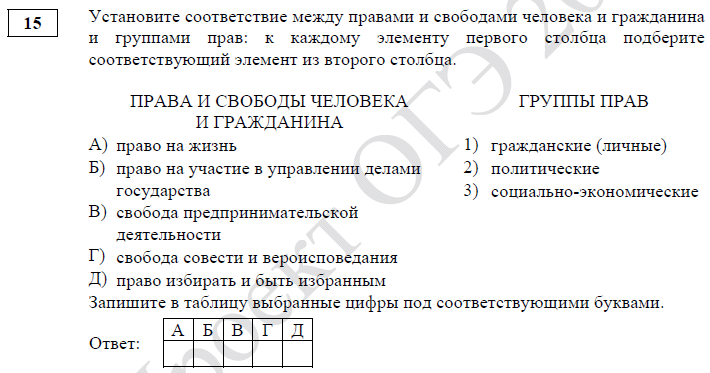 15
Установите соответствие между правами и свободами человека и гражданина
и группами прав: к каждому элементу первого столбца подберите
соответствующий элемент из второго столбца.
ПРАВА И СВОБОДЫ ЧЕЛОВЕКА
И ГРАЖДАНИНА
А) право на жизнь
Б) право на участие в управлении делами
государства
В) свобода предпринимательской
деятельности
Г) свобода совести и вероисповедания
Д) право избирать и быть избранным
ГРУППЫ ПРАВ
1) гражданские (личные)
2) политические
3) социально-экономические
Запишите в таблицу выбранные цифры под соответствующими буквами.
Ответ:
А Б В Г Д
Проект ОГЭ 20